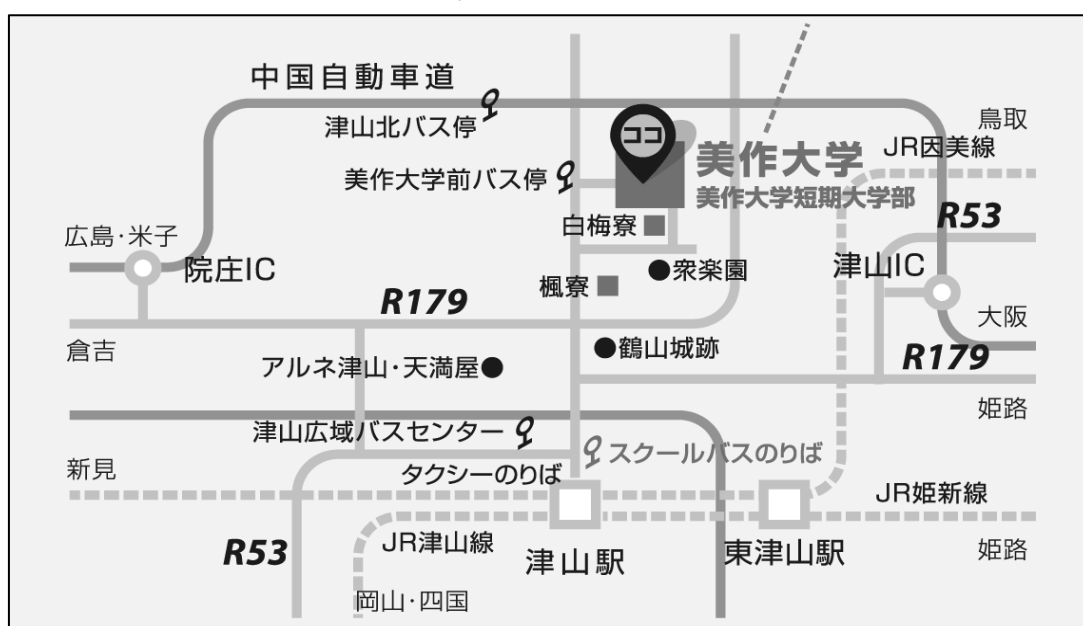 中国自動車道
津山北バス停
ココ
鳥取
JR因美線
美作大学
美作大学短期大学部
美作大学前バス停
R53
白梅寮
広島・米子
院庄IC
衆楽園
津山IC
楓寮
R179
大阪
倉吉
鶴山城跡
R179
アルネ津山・天満屋
姫路
津山広域バスセンター
スクールバスのりば
新見
タクシーのりば
JR姫新線
R53
JR津山線
津山駅
東津山駅
姫路
岡山・四国